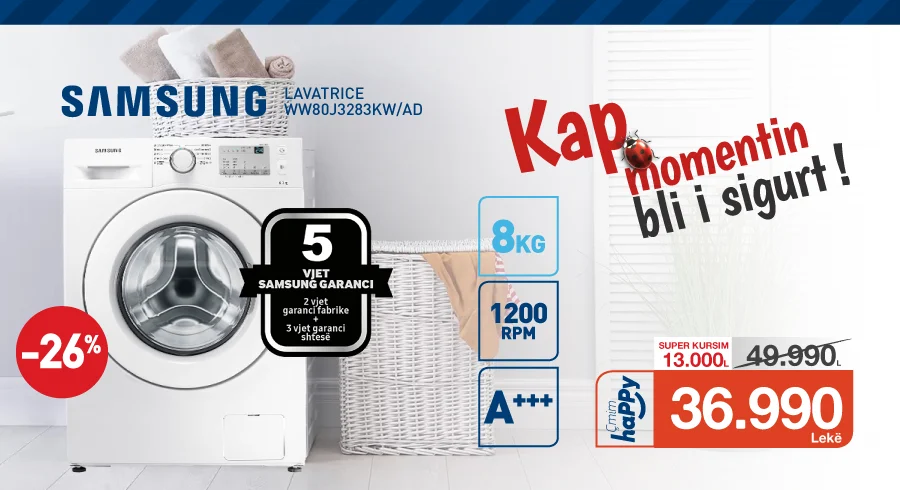 SAMSUNG
LAVATRICE
WW80J3283KW/AD
SAMSUNG
Kap
momentin
bli i sigurt !
5
VJET
SAMSUNG GARANCI
2 vjet
garanci fabrike
+
3 vjet garanci
shtesë
8KG
1200
RPM
A+++
-26%
SUPER KURSIM
13.000L
49.990L
Çmim
haPPy
36.990
Lekë